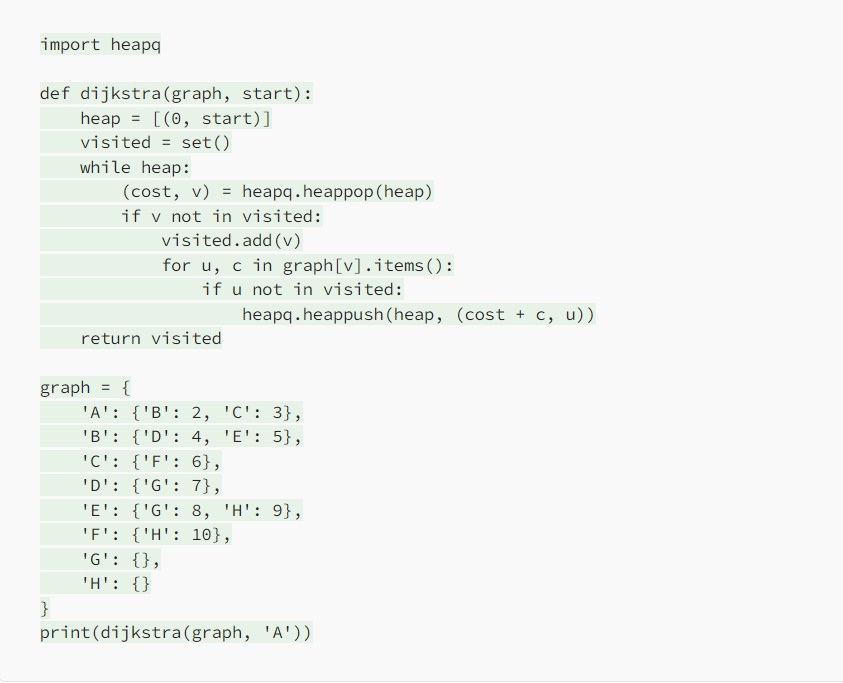 import heapq

def dijkstra(graph, start):
    heap = [(0, start)]
    visited = set()
    while heap:
        (cost, v) = heapq.heappop(heap)
        if v not in visited:
            visited.add(v)
            for u, c in graph[v].items():
                if u not in visited:
                    heapq.heappush(heap, (cost + c, u))
    return visited

graph = {
    'A': {'B': 2, 'C': 3},
    'B': {'D': 4, 'E': 5},
    'C': {'F': 6},
    'D': {'G': 7},
    'E': {'G': 8, 'H': 9},
    'F': {'H': 10},
    'G': {},
    'H': {}
}
print(dijkstra(graph, 'A'))